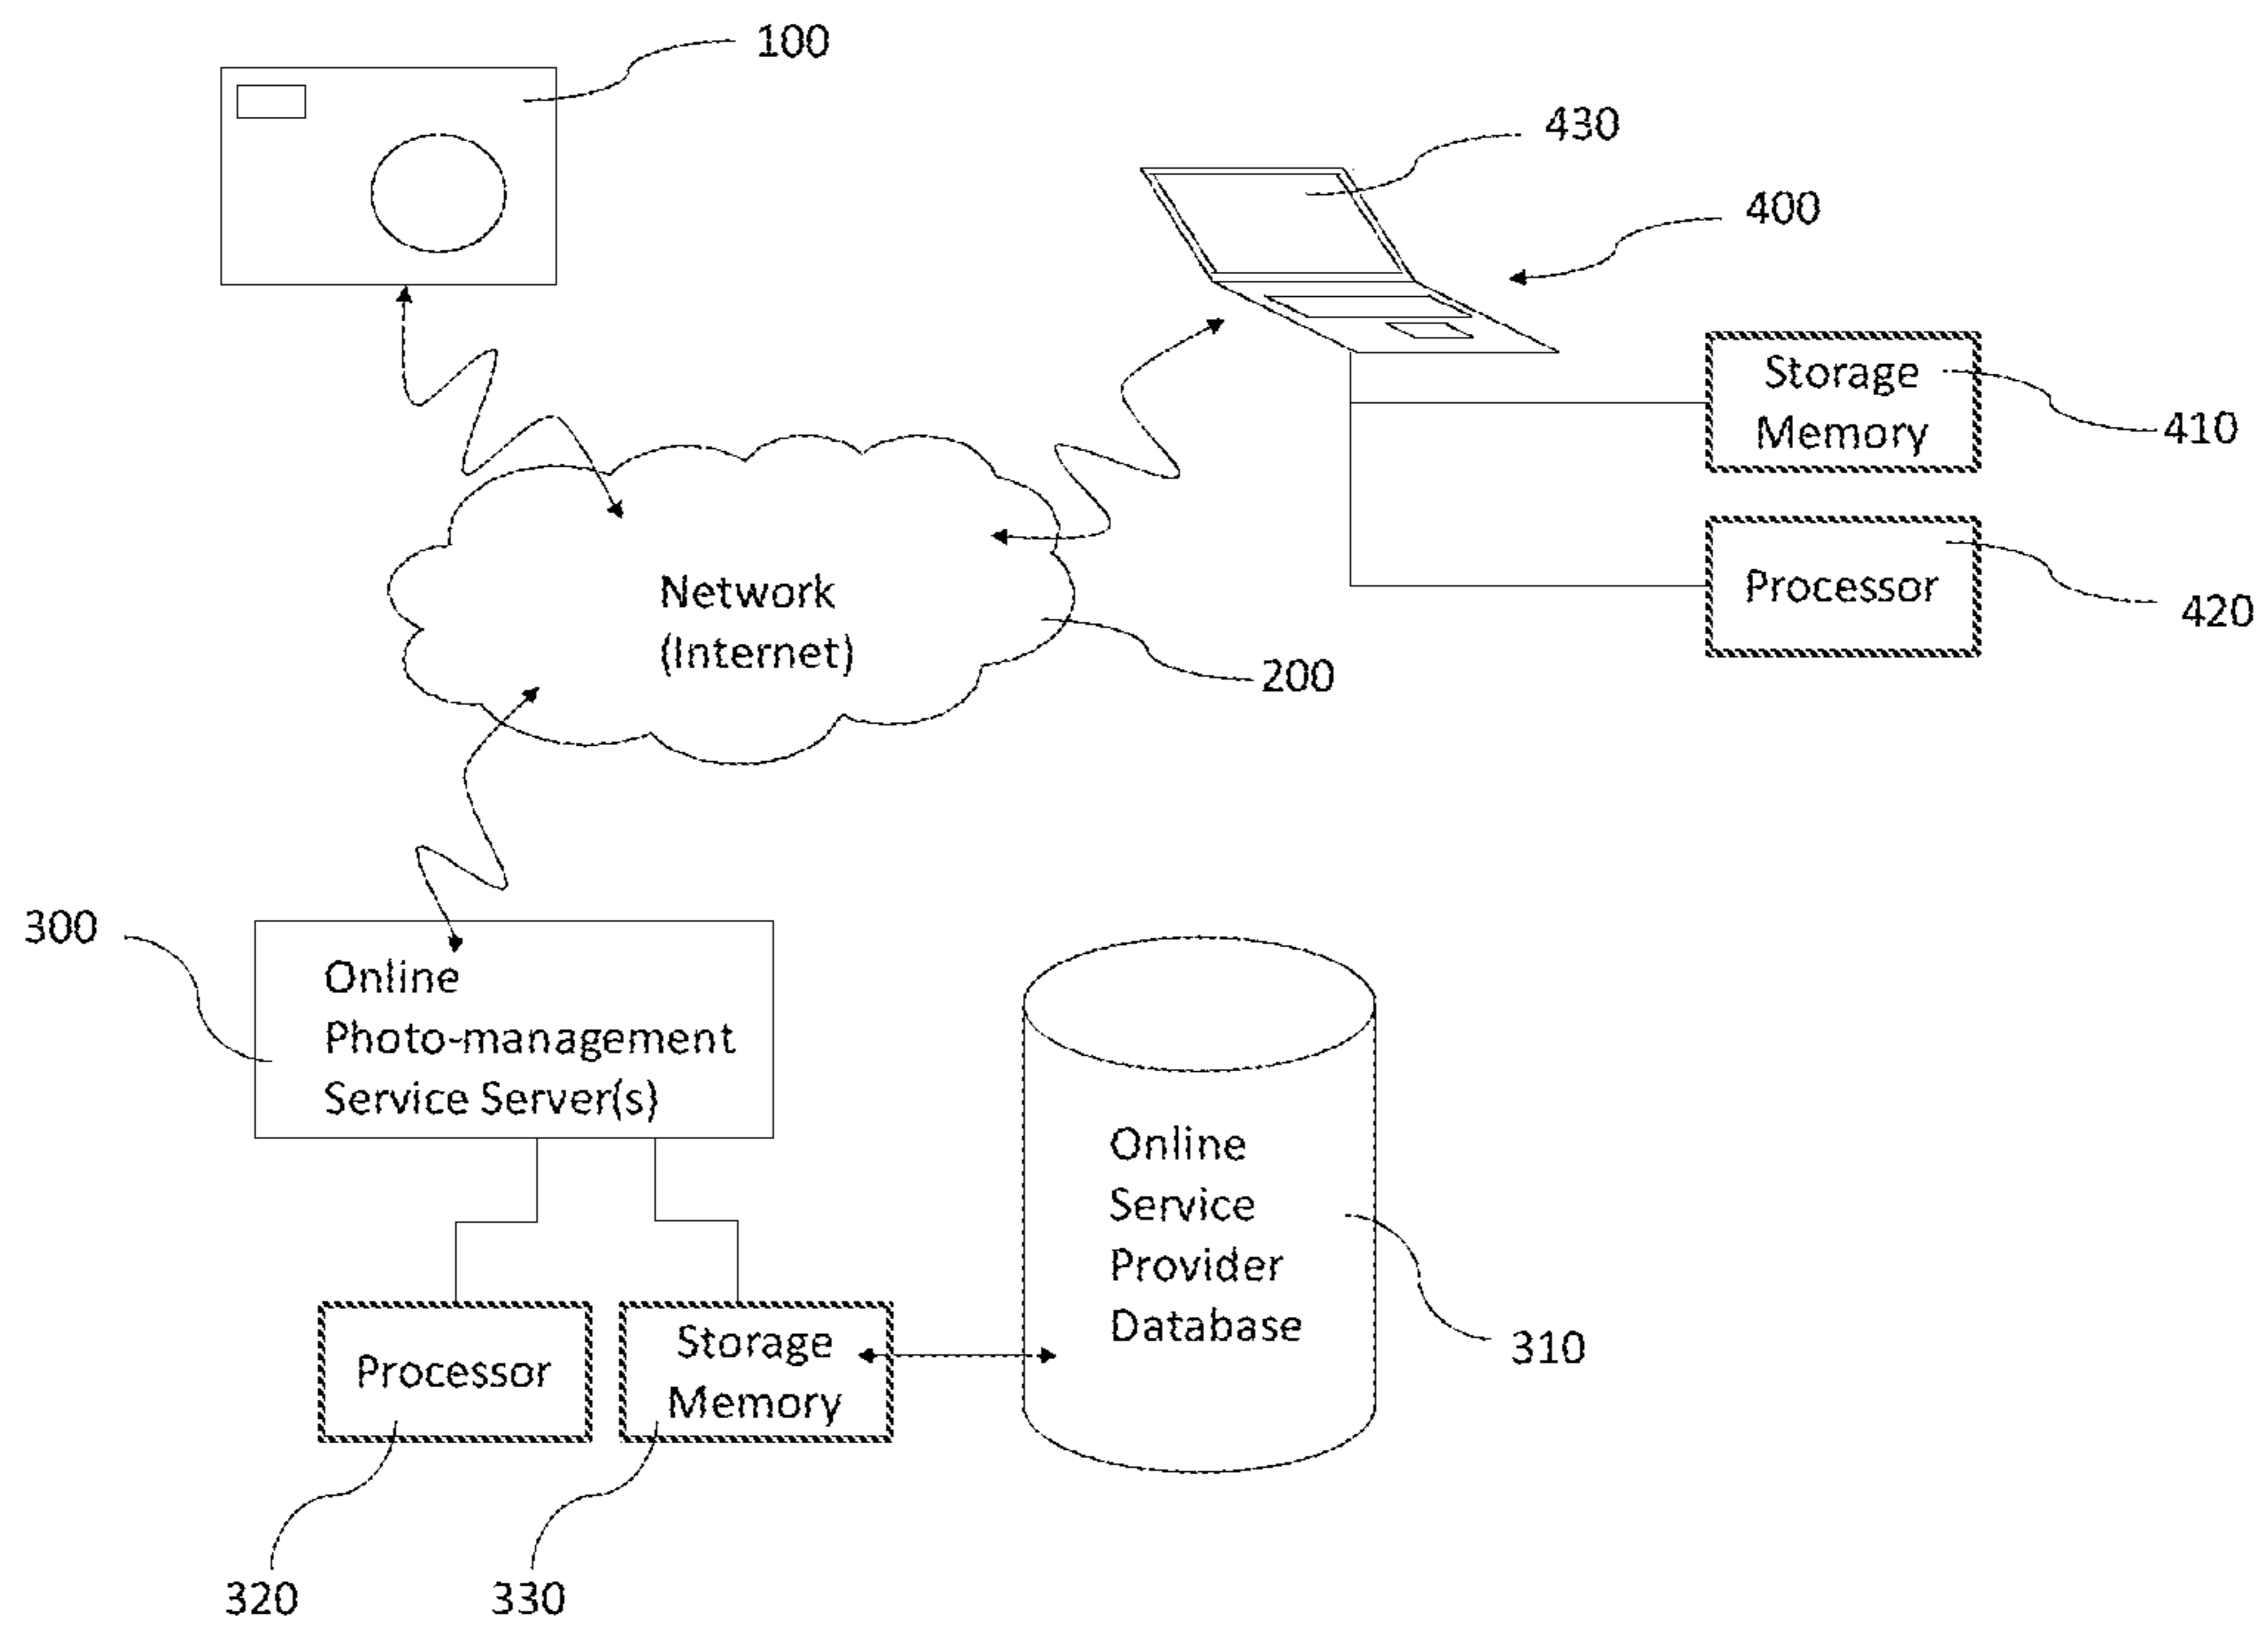 100
430
400
Storage
Memory
410
Processor
420
Network
(Internet)
200
300
Online
Photo-management
Service Server(s)
Online
Service
Provider
Database
310
Processor
Storage
Memory
320
330